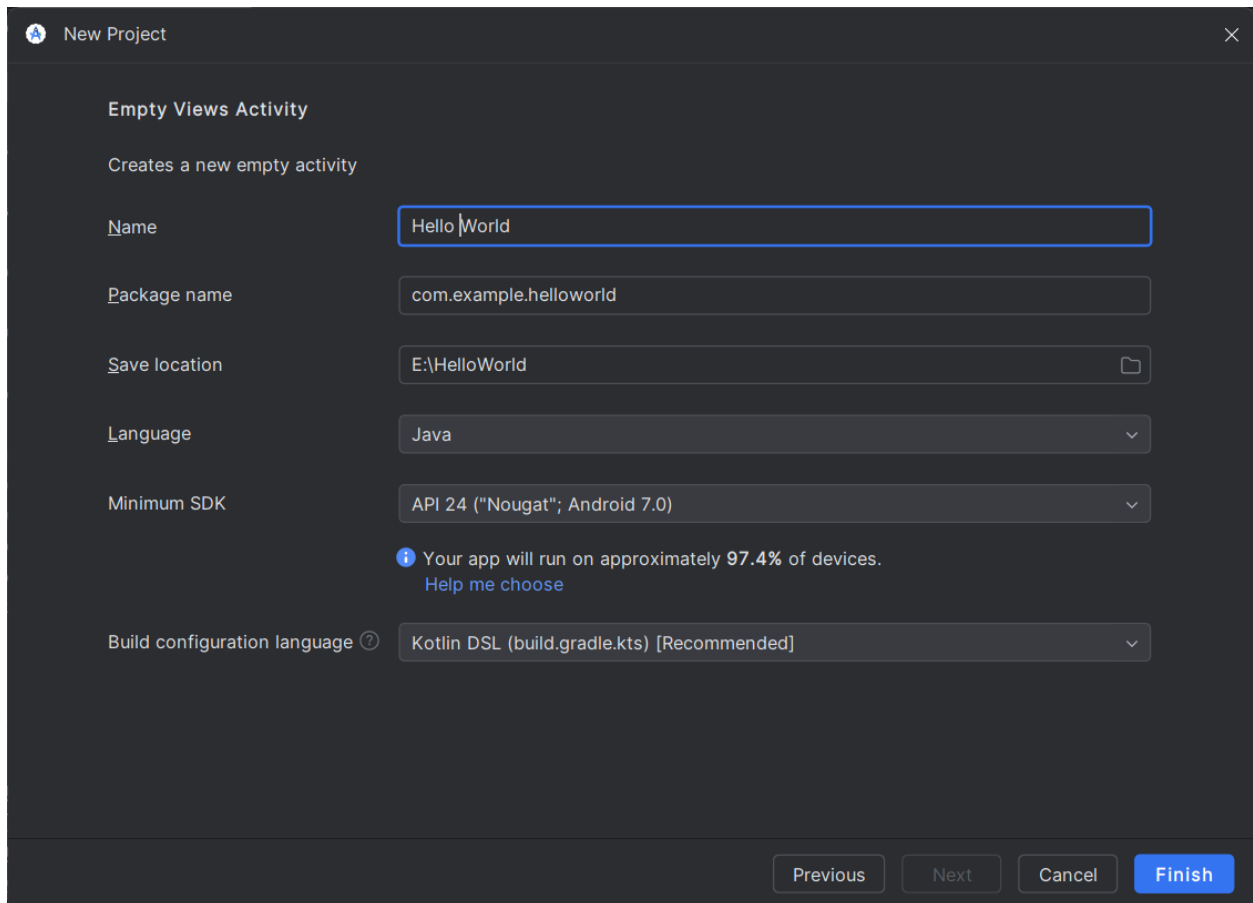 New Project
Empty Views Activity
Creates a new empty activity
Name
Hello World
Package name
com.example.helloworld
Save location
E:\HelloWorld
Language
Java
Minimum SDK
API 24 ("Nougat"; Android 7.0)
Your app will run on approximately 97.4% of devices.
Help me choose
Build configuration language ?
Kotlin DSL (build.gradle.kts) [Recommended]
Previous
Next
Cancel
Finish